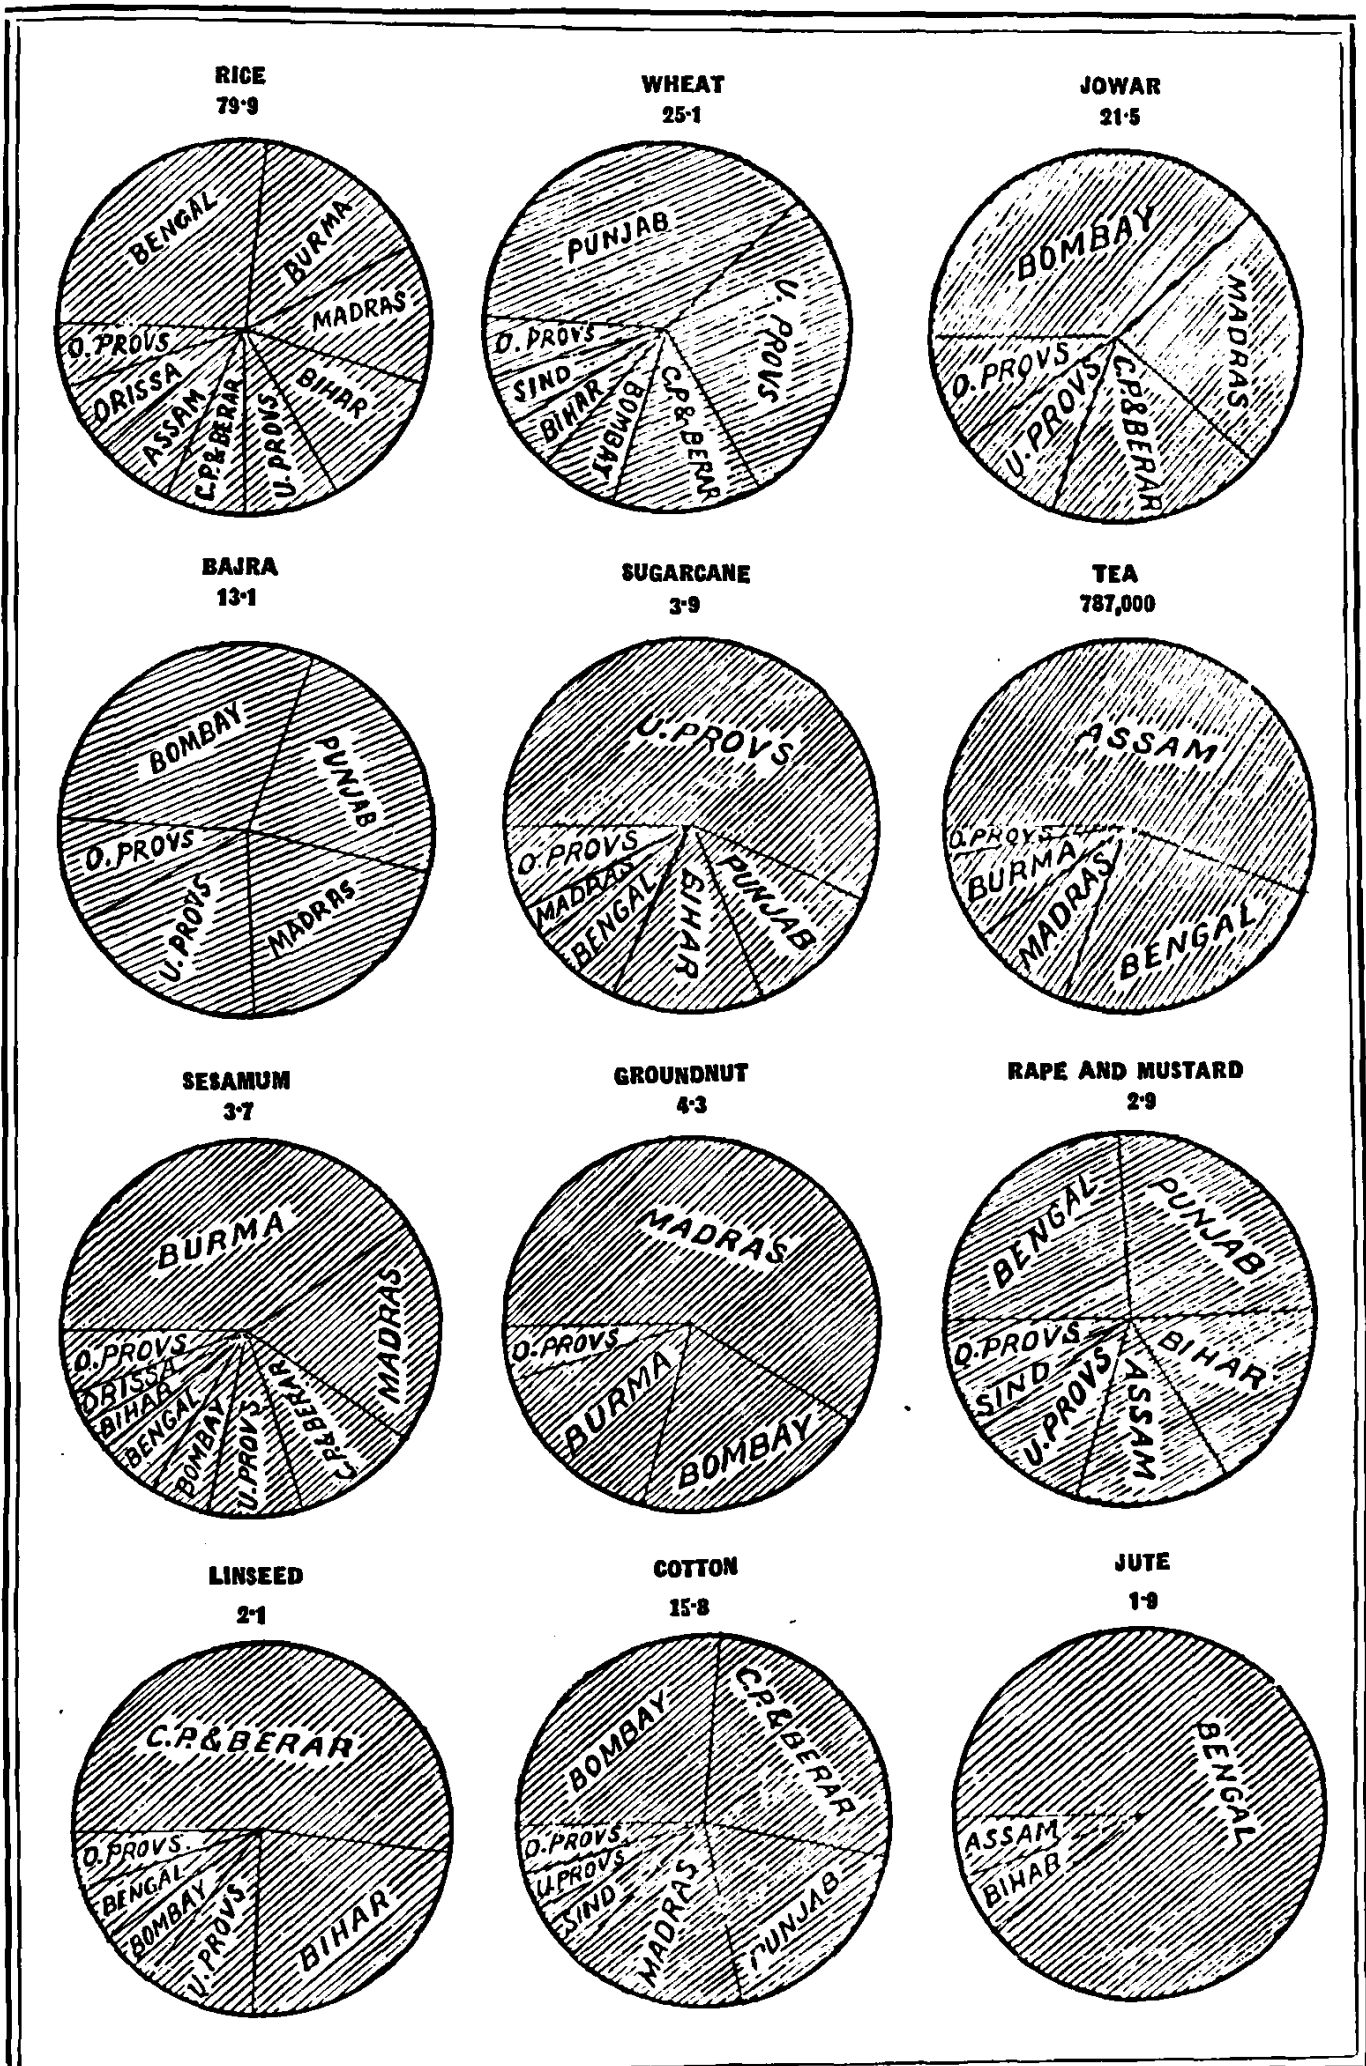 RICE
79·9
BENGAL
BURMA
MADRAS
BIHAR
U. PROVS
C.P.&BERAR
ASSAM
ORISSA
O. PROVS
WHEAT
25·1
PUNJAB
U. PROVS
C.P.&BERAR
BOMBAY
BIHAR
SIND
O. PROVS
JOWAR
21·5
BOMBAY
MADRAS
C.P.&BERAR
U.PROVS
O.PROVS
BAJRA
13·1
BOMBAY
PUNJAB
MADRAS
U.PROVS
O.PROVS
SUGARCANE
3·9
U.PROVS
PUNJAB
BIHAR
BENGAL
MADRAS
O.PROVS
TEA
787,000
ASSAM
BENGAL
MADRAS
BURMA
O.PROVS
SESAMUM
3·7
BURMA
MADRAS
C.P.&BERAR
U.PROVS
BOMBAY
BENGAL
BIHAR
ORISSA
O.PROVS
GROUNDNUT
4·3
MADRAS
BOMBAY
BURMA
O.PROVS
RAPE AND MUSTARD
2·9
BENGAL
PUNJAB
BIHAR
ASSAM
U.PROVS
SIND
O.PROVS
LINSEED
2·1
C.P.&BERAR
BIHAR
U.PROVS
BOMBAY
BENGAL
O.PROVS.
COTTON
15·8
BOMBAY
C.P.&BERAR
PUNJAB
MADRAS
SIND
U.PROVS
O.PROVS.
JUTE
1·9
BENGAL
BIHAR
ASSAM